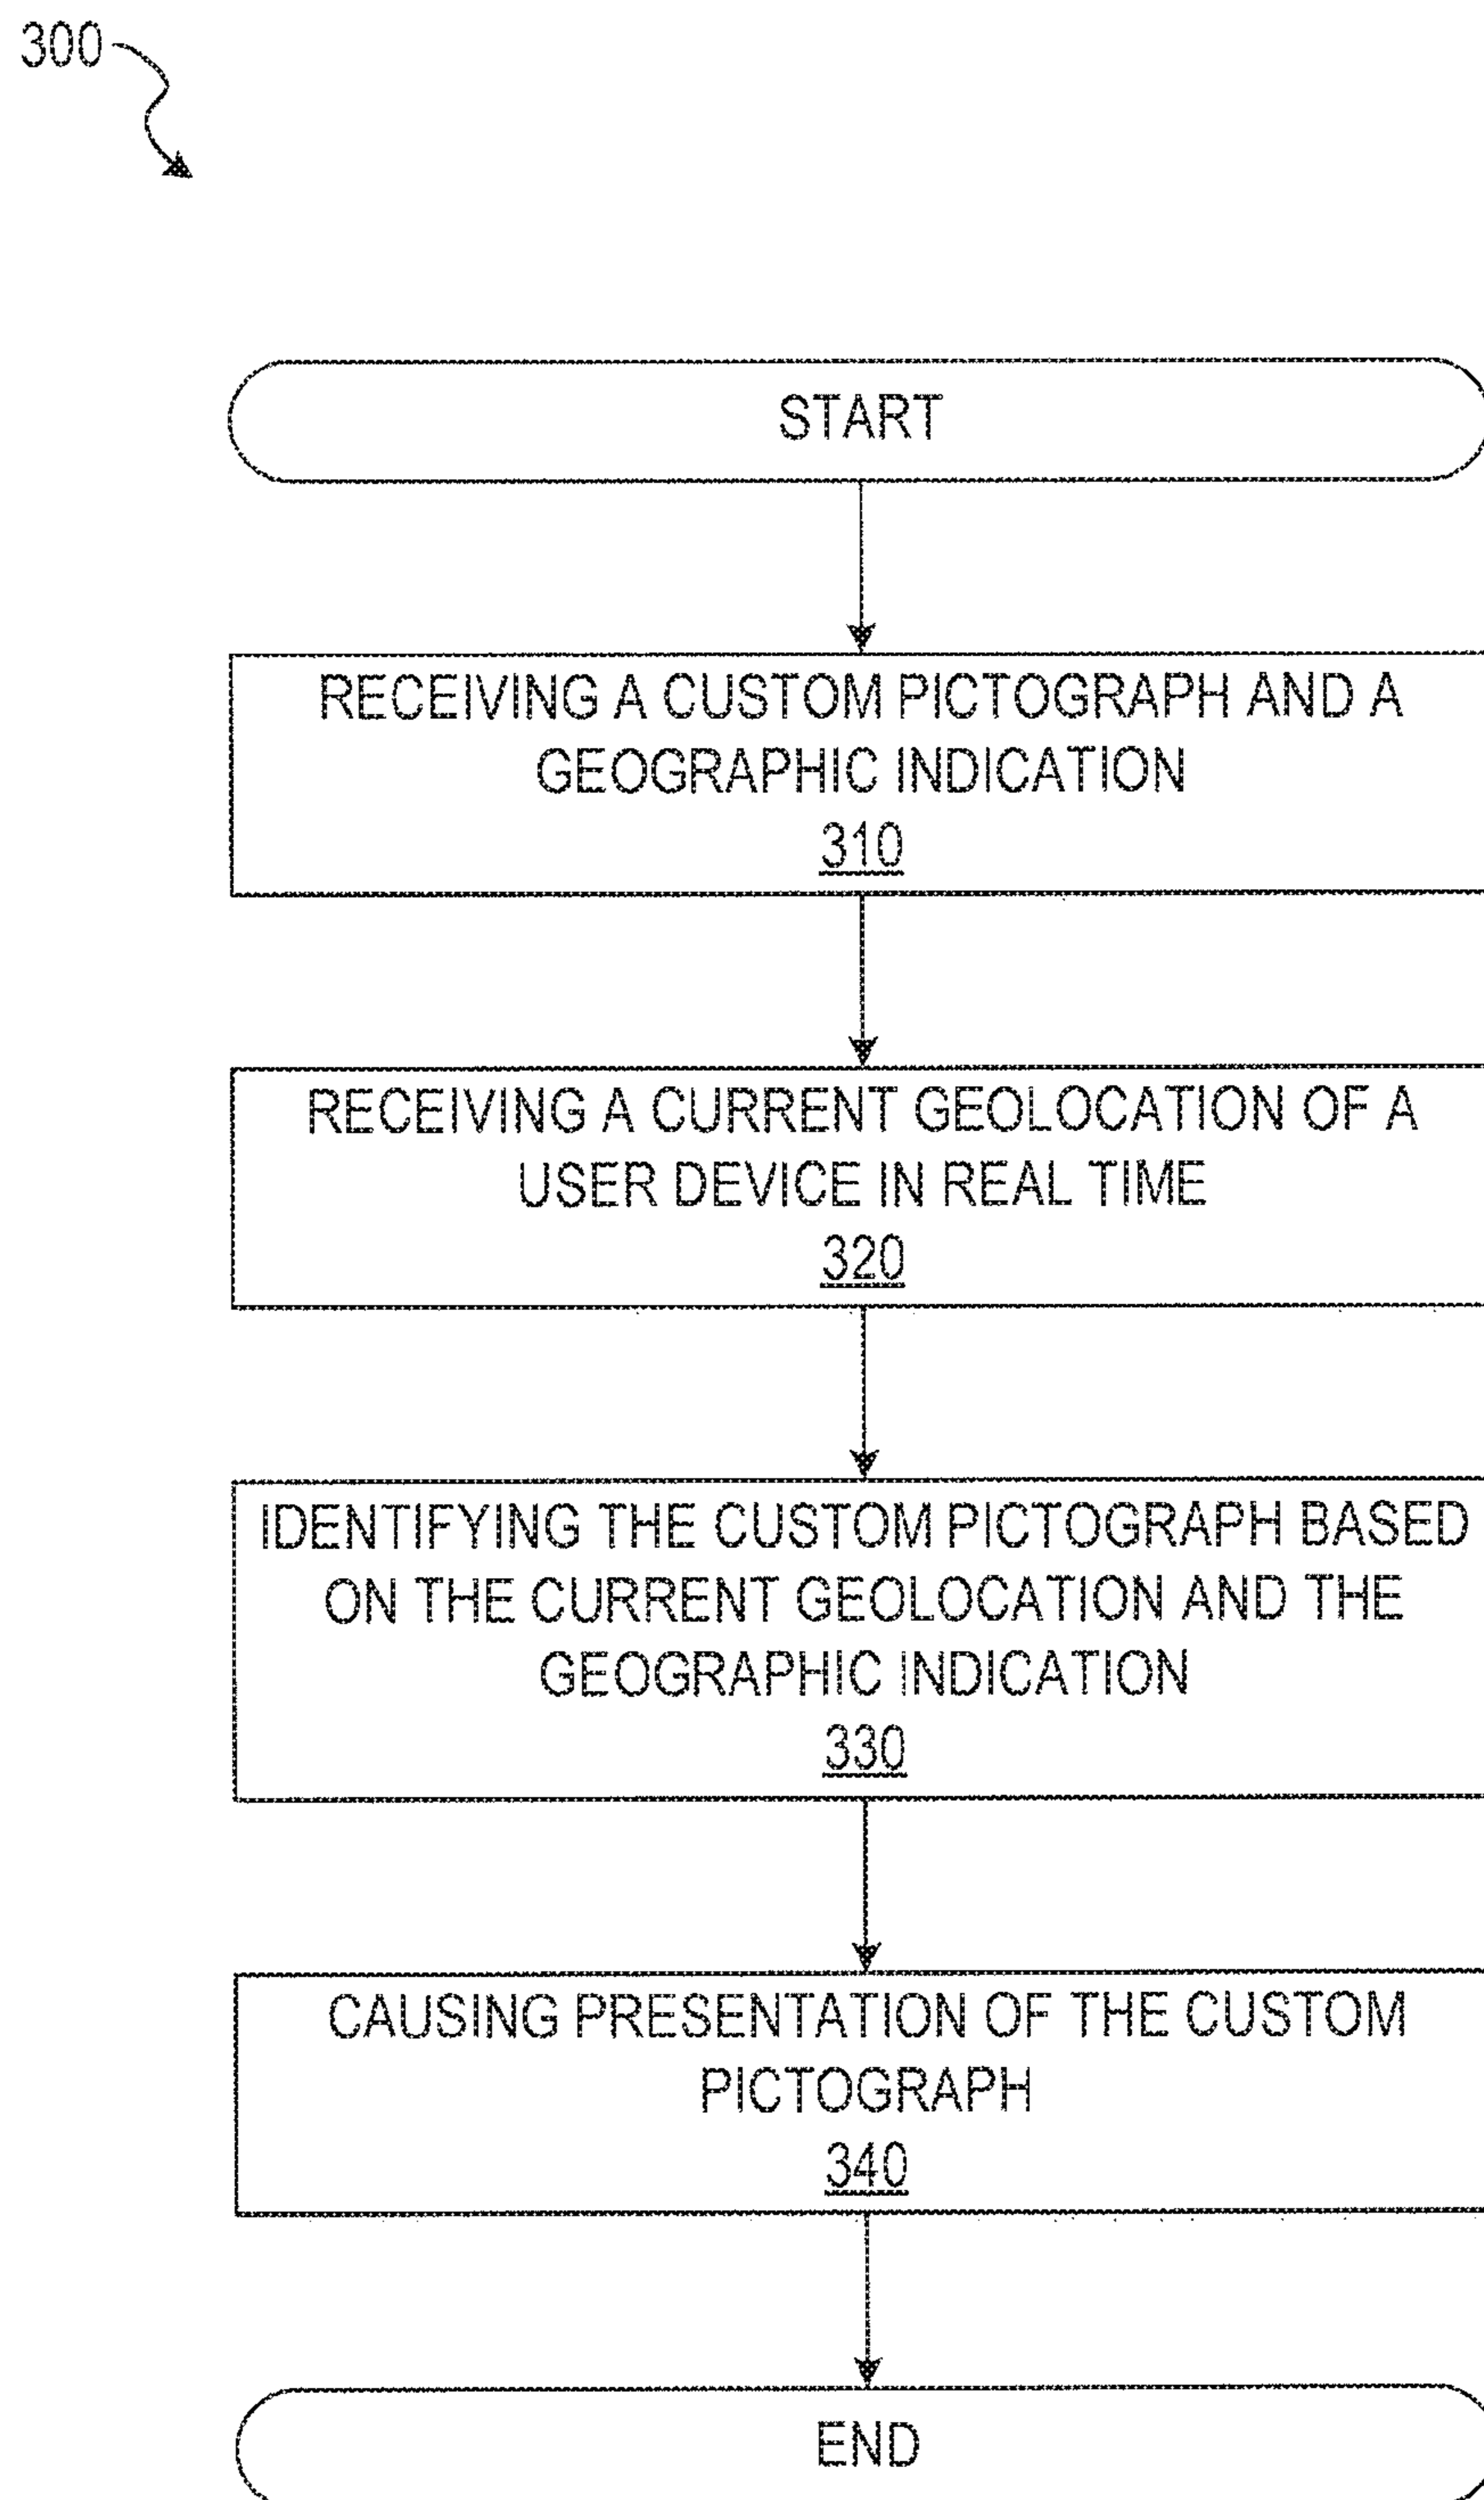 300
START
RECEIVING A CUSTOM PICTOGRAPH AND A
GEOGRAPHIC INDICATION
310
RECEIVING A CURRENT GEOLOCATION OF A
USER DEVICE IN REAL TIME
320
IDENTIFYING THE CUSTOM PICTOGRAPH BASED
ON THE CURRENT GEOLOCATION AND THE
GEOGRAPHIC INDICATION
330
CAUSING PRESENTATION OF THE CUSTOM
PICTOGRAPH
340
END